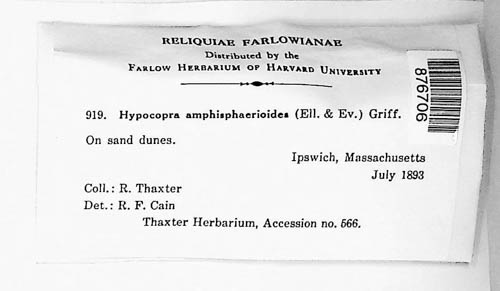 RELIQUIAE FARLOWIANAE
Distributed by the
FARLOW HERBARIUM OF HARVARD UNIVERSITY
876706
919. Hypocopra amphisphaerioides (Ell. & Ev.) Griff.
On sand dunes.
Ipswich, Massachusetts
July 1893
Coll.: R. Thaxter
Det.: R. F. Cain
Thaxter Herbarium, Accession no. 566.